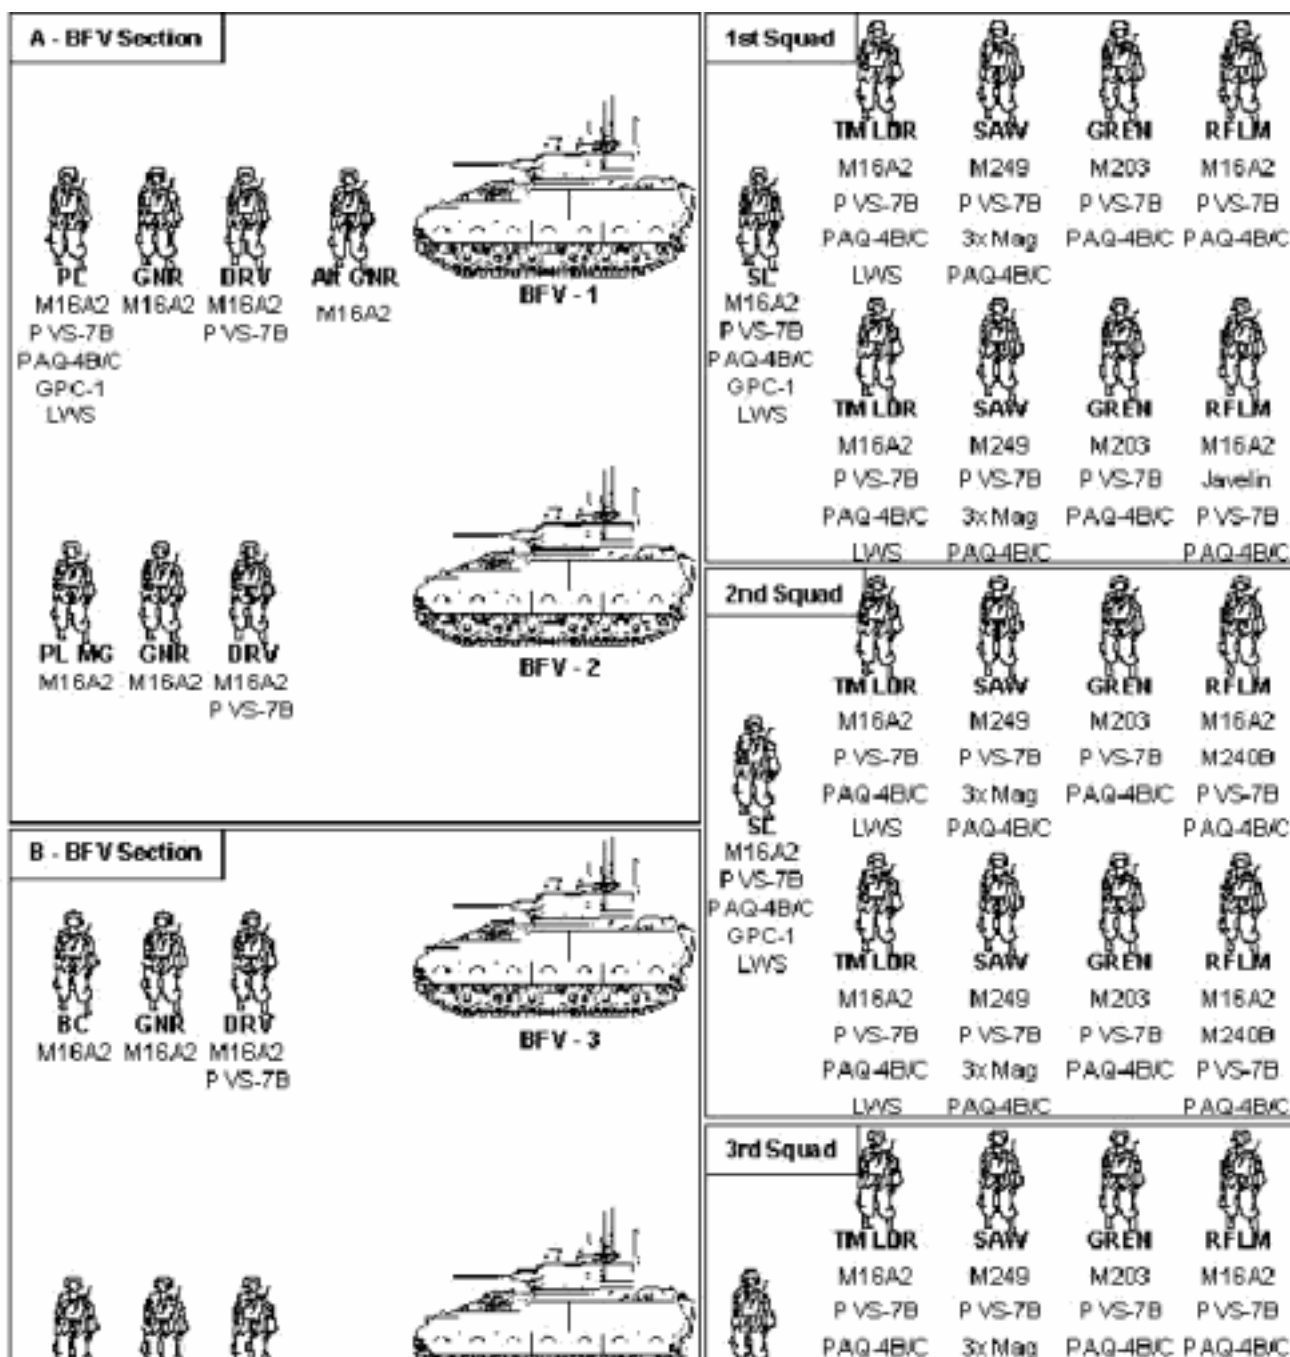 A - BFV Section
PL GNR DRV AR GNR
M16A2 M16A2 M16A2 M16A2
PVS-7B PVS-7B
PAQ-4B/C
GPC-1
LWS
BFV - 1
PL MG GNR DRV
M16A2 M16A2 M16A2
PVS-7B
BFV - 2
B - BFV Section
BC GNR DRV
M16A2 M16A2 M16A2
PVS-7B
BFV - 3
1st Squad
SL
M16A2
PVS-7B
PAQ-4B/C
GPC-1
LWS
TM LDR SAW GREN RFLM
M16A2 M249 M203 M16A2
PVS-7B PVS-7B PVS-7B PVS-7B
PAQ-4B/C 3x Mag PAQ-4B/C PAQ-4B/C
LWS PAQ-4B/C
TM LDR SAW GREN RFLM
M16A2 M249 M203 M16A2
PVS-7B PVS-7B PVS-7B Javelin
PAQ-4B/C 3x Mag PAQ-4B/C PVS-7B
LWS PAQ-4B/C PAQ-4B/C
2nd Squad
SL
M16A2
PVS-7B
PAQ-4B/C
GPC-1
LWS
TM LDR SAW GREN RFLM
M16A2 M249 M203 M16A2
PVS-7B PVS-7B PVS-7B M240B
PAQ-4B/C 3x Mag PAQ-4B/C PVS-7B
LWS PAQ-4B/C PAQ-4B/C
TM LDR SAW GREN RFLM
M16A2 M249 M203 M16A2
PVS-7B PVS-7B PVS-7B M240B
PAQ-4B/C 3x Mag PAQ-4B/C PVS-7B
LWS PAQ-4B/C PAQ-4B/C
3rd Squad
TM LDR SAW GREN RFLM
M16A2 M249 M203 M16A2
PVS-7B PVS-7B PVS-7B PVS-7B
PAQ-4B/C 3x Mag PAQ-4B/C PAQ-4B/C